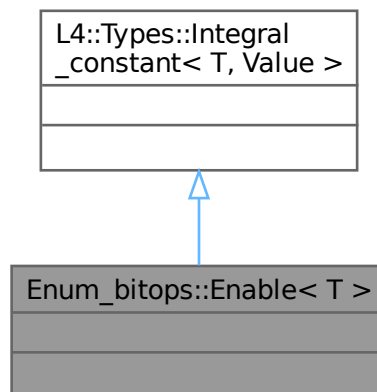 L4::Types::Integral
_constant< T, Value >
Enum_bitops::Enable< T >